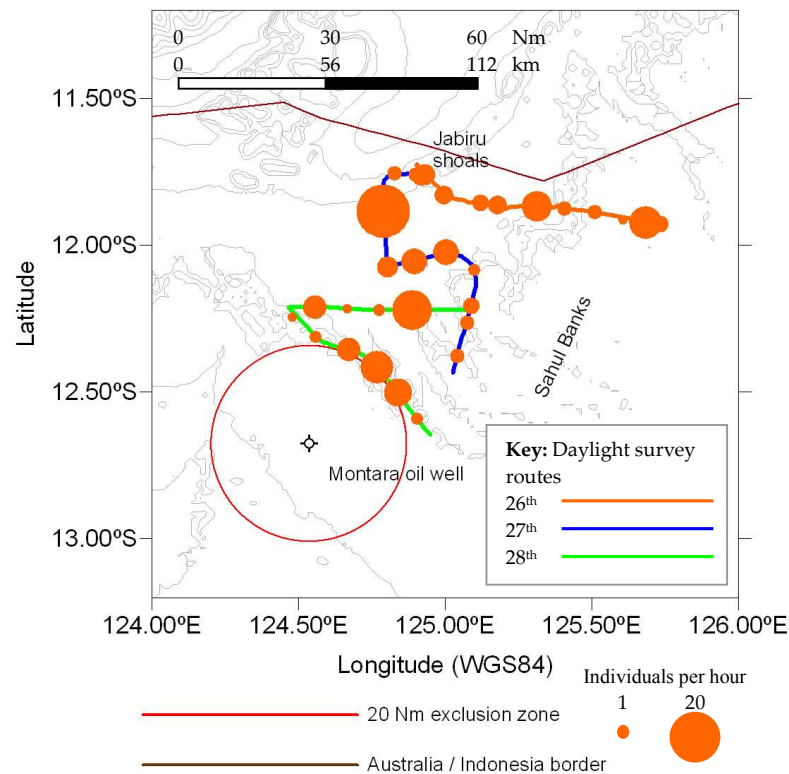 0 30 60 Nm
0 56 112 km
11.50ºS
Jabiru
shoals
12.00ºS
Latitude
Sahul Banks
12.50ºS
Key: Daylight survey
routes
Montara oil well
26th
27th
13.00ºS
28th
124.00ºE 124.50ºE 125.00ºE 125.50ºE 126.00ºE
Longitude (WGS84)
Individuals per hour
1 20
20 Nm exclusion zone
Australia / Indonesia border